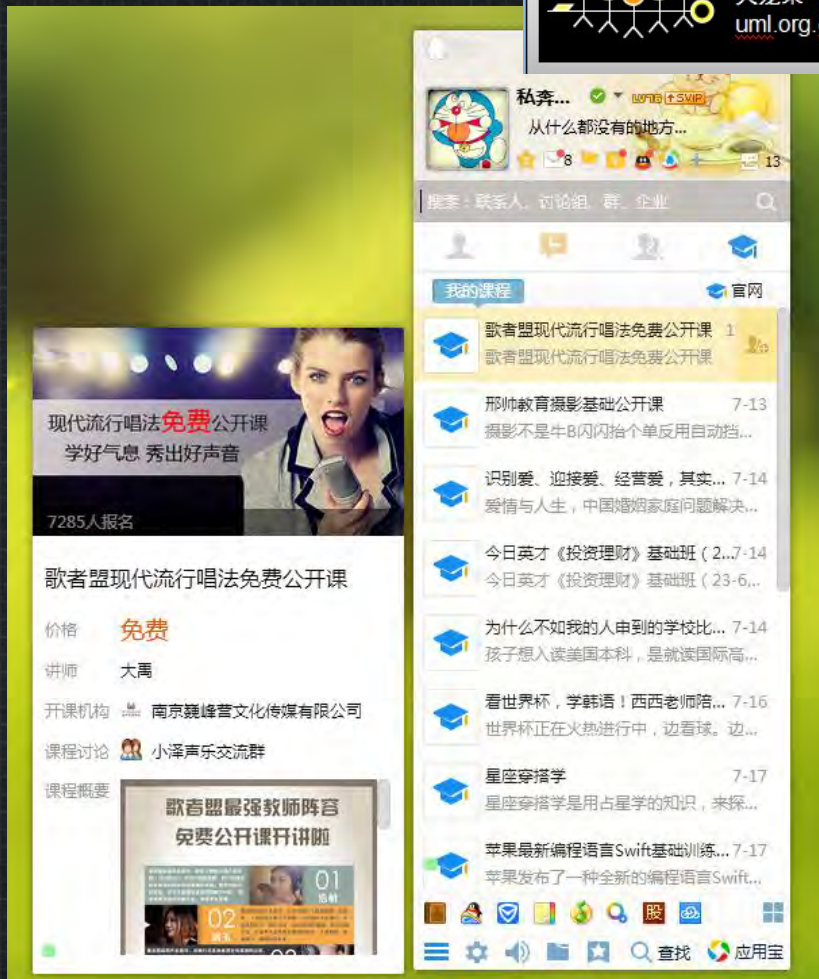 uml.org.
私奔...
从什么都没有的地方...
8
13
搜索：联系人、讨论组、群、企业
我的课程
官网
歌者盟现代流行唱法免费公开课 1
歌者盟现代流行唱法免费公开课
邢帅教育摄影基础公开课 7-13
摄影不是牛B闪闪抬个单反用自动挡...
识别爱、迎接爱、经营爱，其实... 7-14
爱情与人生，中国婚姻家庭问题解决...
今日英才《投资理财》基础班（2...7-14
今日英才《投资理财》基础班（23-6,...
为什么不如我的人申到的学校比... 7-14
孩子想入读美国本科，是就读国际高...
看世界杯，学韩语！西西老师陪... 7-16
世界杯正在火热进行中，边看球。边...
星座穿搭学 7-17
星座穿搭学是用占星学的知识，来探...
苹果最新编程语言Swift基础训练... 7-17
苹果发布了一种全新的编程语言Swift...
股
查找
应用宝
现代流行唱法免费公开课
学好气息 秀出好声音
7285人报名
歌者盟现代流行唱法免费公开课
价格 免费
讲师 大禹
开课机构 南京巍峰营文化传媒有限公司
课程讨论 小泽声乐交流群
课程概要
歌者盟最强教师阵容
免费公开课开讲啦
01
02